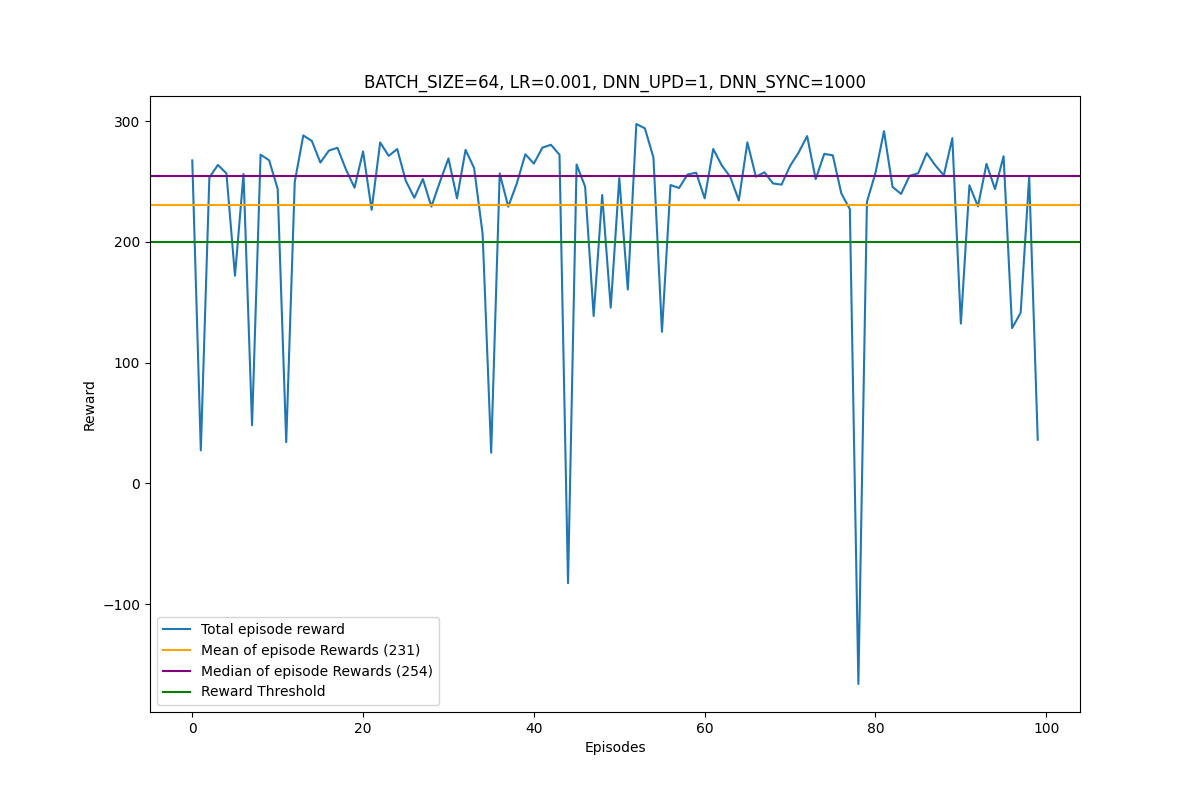 BATCH_SIZE=64, LR=0.001, DNN_UPD=1, DNN_SYNC=1000
300
200
100
0
−100
Reward
Total episode reward
Mean of episode Rewards (231)
Median of episode Rewards (254)
Reward Threshold
0 20 40 60 80 100
Episodes